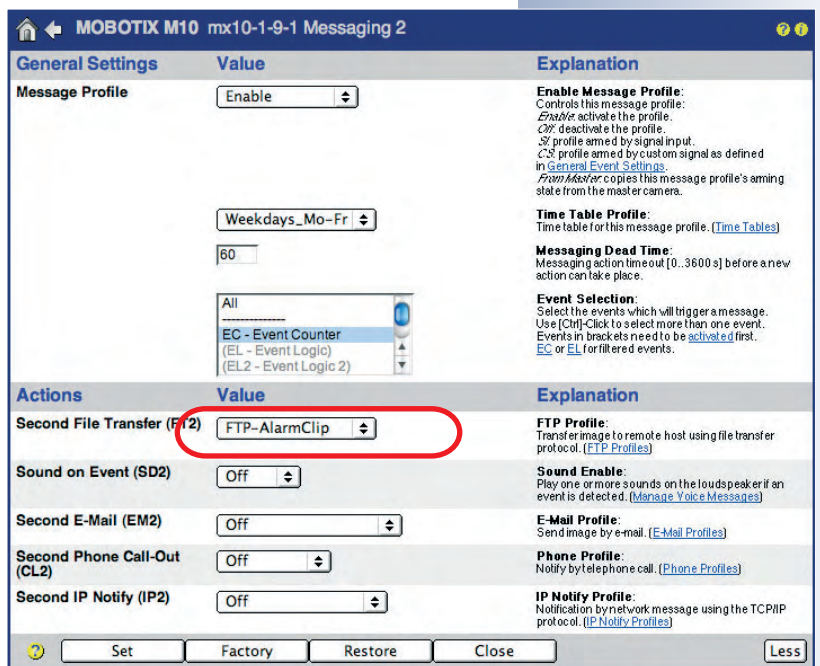 MOBOTIX M10 mx10-1-9-1 Messaging 2
General Settings Value Explanation
Message Profile
Enable
Enable Message Profile:
Controls this message profile:
Enable: activate the profile.
Off: deactivate the profile.
SI: profile armed by signal input.
CS: profile armed by custom signal as defined
in General Event Settings.
From Master: copies this message profile's arming
state from the master camera.
Weekdays_Mo-Fr
Time Table Profile:
Time table for this message profile. (Time Tables)
60
Messaging Dead Time:
Messaging action timeout [0..3600 s] before a new
action can take place.
All
--------------
EC - Event Counter
(EL - Event Logic)
(EL2 - Event Logic 2)
Event Selection:
Select the events which will trigger a message.
Use [Ctrl]-Click to select more than one event.
Events in brackets need to be activated first.
EC or EL for filtered events.
Actions Value Explanation
Second File Transfer (FT2)
FTP-AlarmClip
FTP Profile:
Transfer image to remote host using file transfer
protocol. (FTP Profiles)
Sound on Event (SD2)
Off
Sound Enable:
Play one or more sounds on the loudspeaker if an
event is detected. (Manage Voice Messages)
Second E-Mail (EM2)
Off
E-Mail Profile:
Send image by e-mail. (E-Mail Profiles)
Second Phone Call-Out
(CL2)
Off
Phone Profile:
Notify by telephone call. (Phone Profiles)
Second IP Notify (IP2)
Off
IP Notify Profile:
Notification by network message using the TCP/IP
protocol. (IP Notify Profiles)
? Set Factory Restore Close Less